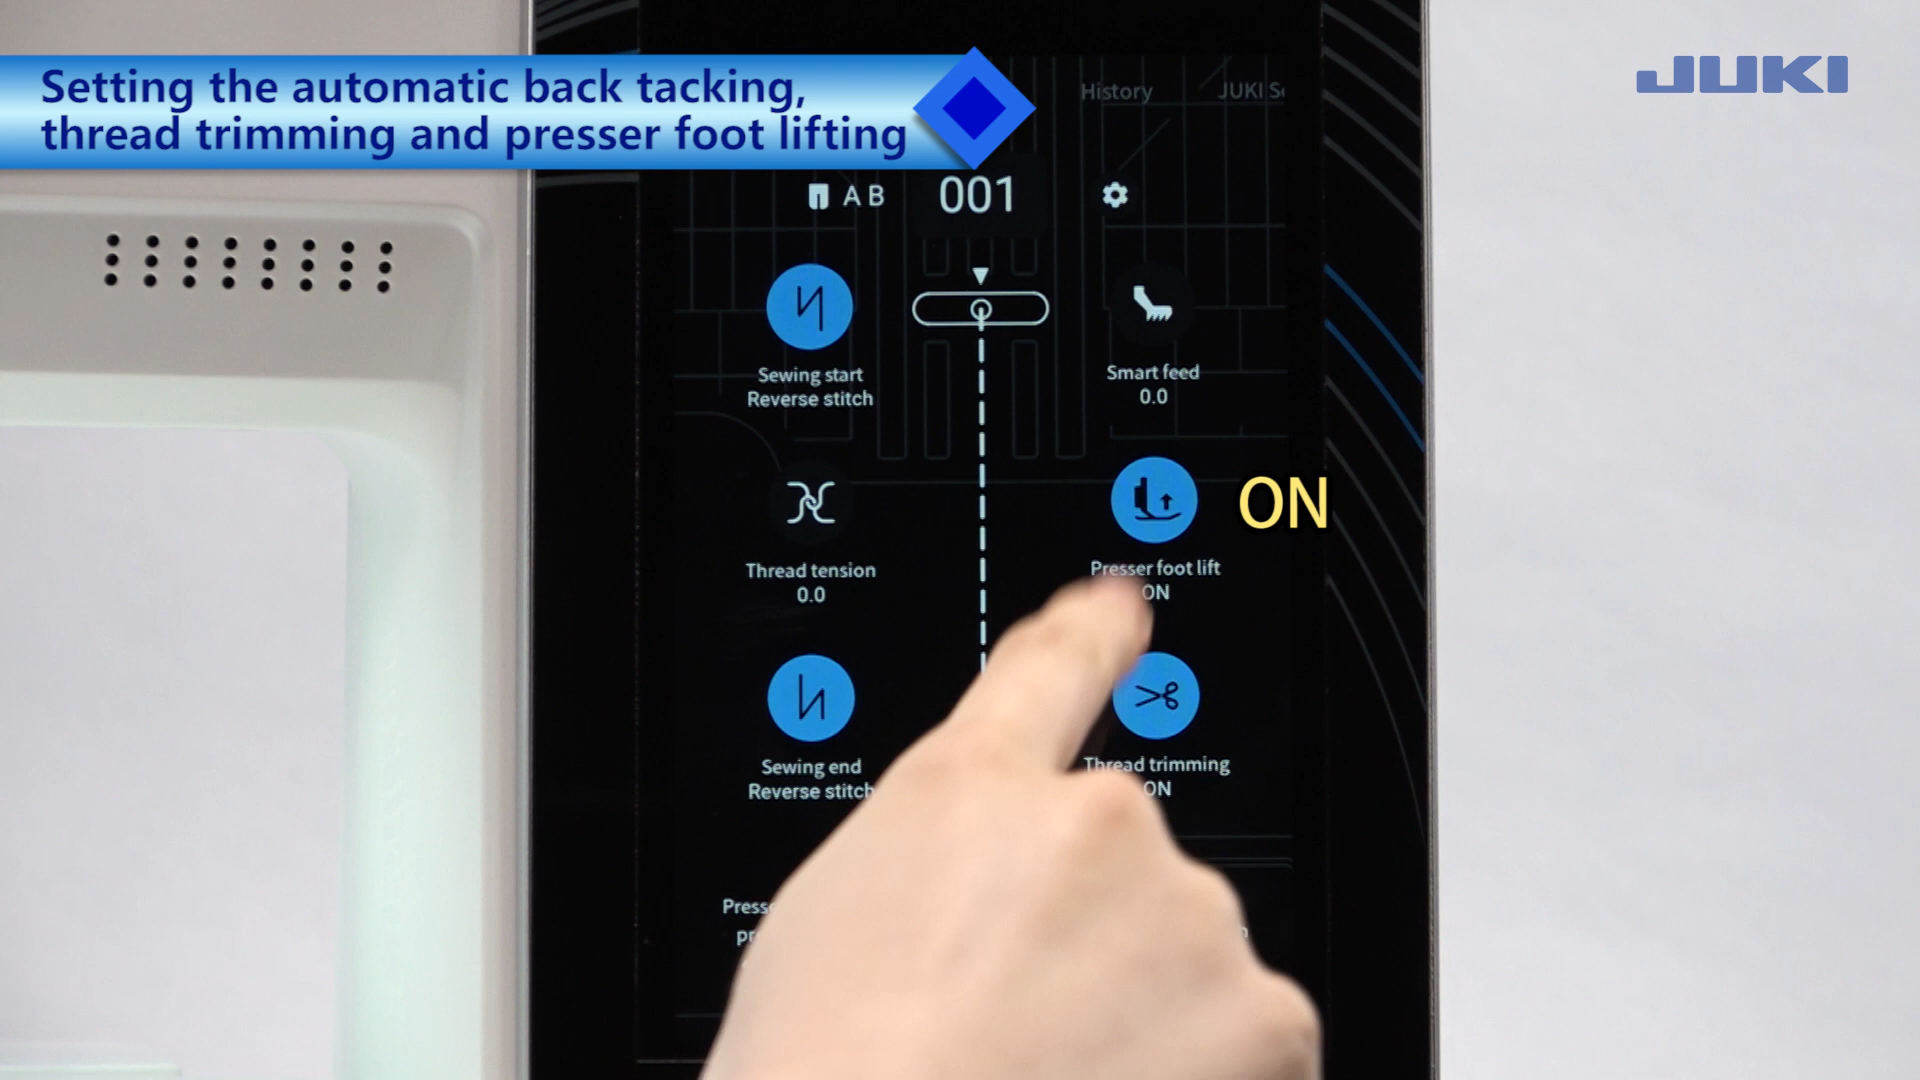 Setting the automatic back tacking,
thread trimming and presser foot lifting
JUKI
History
JUKI
A B
001
Sewing start
Reverse stitch
Smart feed
0.0
Thread tension
0.0
Presser foot lift
ON
ON
Sewing end
Reverse stitch
Thread trimming
ON